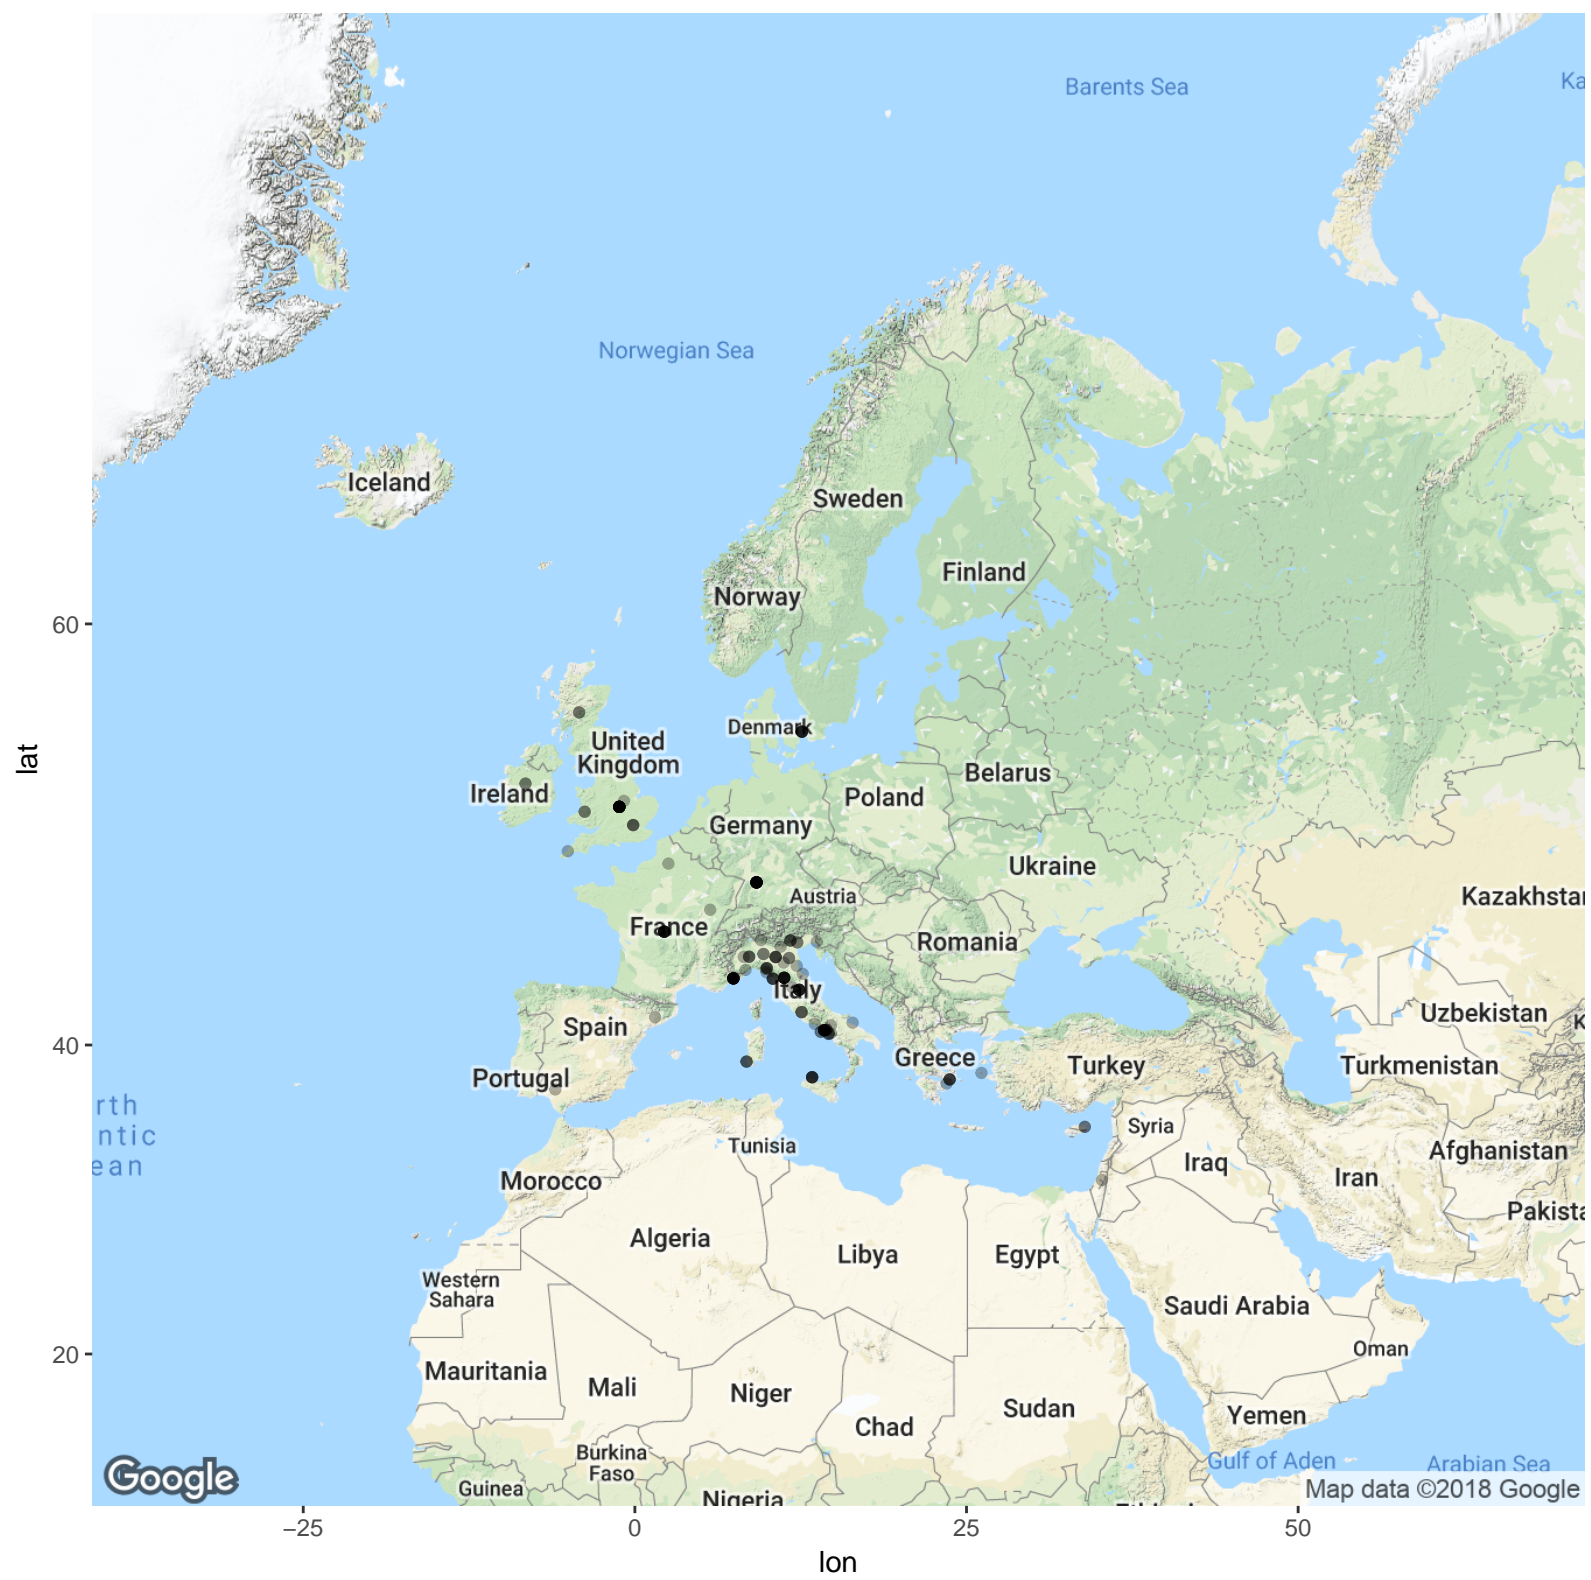 Barents Sea
Ka
Norwegian Sea
Iceland
Sweden
Finland
Norway
60
lat
Denmark
United
Kingdom
Belarus
Ireland
Poland
Germany
Ukraine
Austria
Kazakhstan
France
Romania
Italy
Uzbekistan
K
Spain
40
Greece
Turkey
Turkmenistan
Portugal
rth
ntic
ean
Syria
Tunisia
Afghanistan
Iraq
Iran
Morocco
Pakista
Algeria
Libya
Egypt
Western
Sahara
Saudi Arabia
Oman
20
Mauritania
Mali
Niger
Sudan
Chad
Yemen
Burkina
Faso
Gulf of Aden
Arabian Sea
Google
Guinea
Nigeria
Map data ©2018 Google
−25
0
25
50
lon